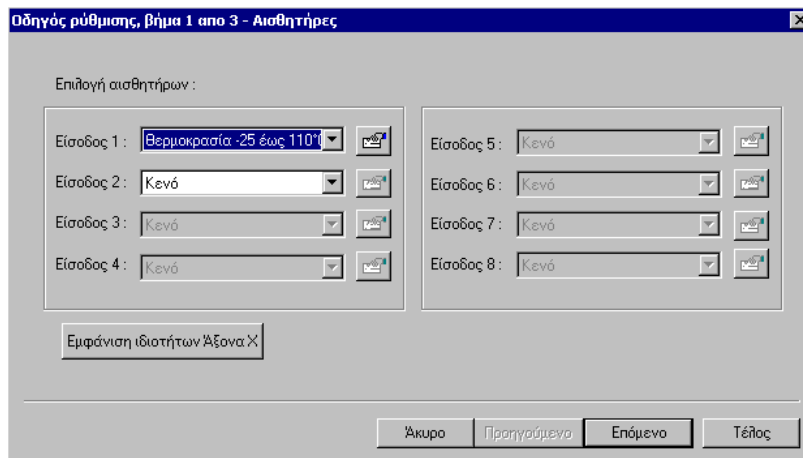 Οδηγός ρύθμισης, βήμα 1 απο 3 - Αισθητήρες
Επιλογή αισθητήρων :
Είσοδος 1 : Θερμοκρασία -25 έως 110°
Είσοδος 2 : Κενό
Είσοδος 3 : Κενό
Είσοδος 4 : Κενό
Είσοδος 5 : Κενό
Είσοδος 6 : Κενό
Είσοδος 7 : Κενό
Είσοδος 8 : Κενό
Εμφάνιση ιδιοτήτων Άξονα Χ
Άκυρο Προηγούμενο Επόμενο Τέλος